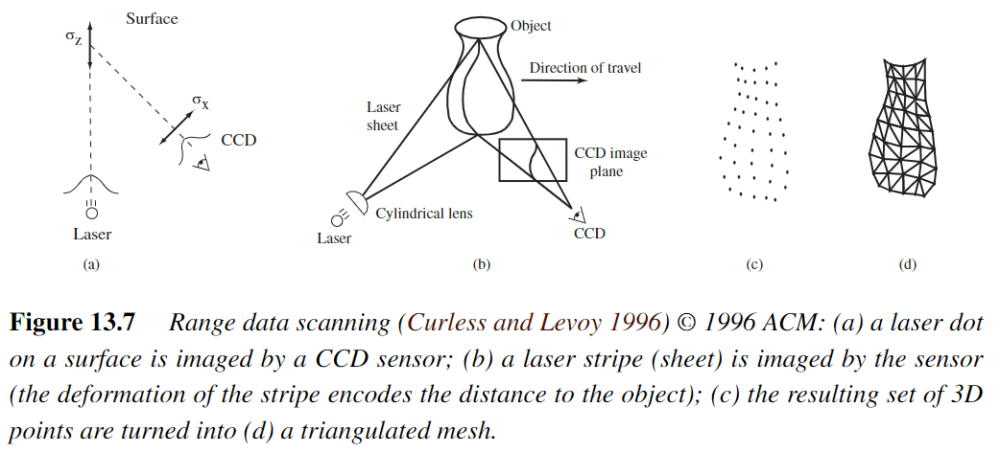 Surface
σz
σx
CCD
Laser
(a)
Object
Direction of travel
Laser
sheet
CCD image
plane
Cylindrical lens
Laser
CCD
(b)
(c)
(d)
Figure 13.7 Range data scanning (Curless and Levoy 1996) © 1996 ACM: (a) a laser dot
on a surface is imaged by a CCD sensor; (b) a laser stripe (sheet) is imaged by the sensor
(the deformation of the stripe encodes the distance to the object); (c) the resulting set of 3D
points are turned into (d) a triangulated mesh.